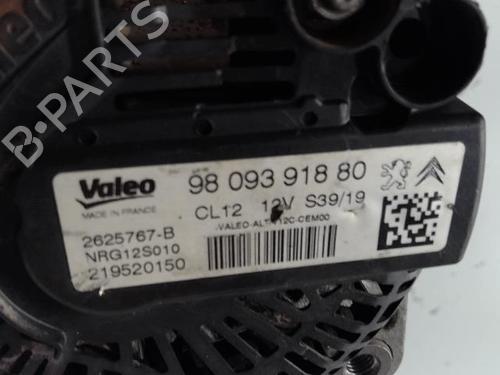 B-PARTS
Valeo
MADE IN FRANCE
98 093 918 80
CL12 12V S39/19
2625767-B
NRG12S010
219520150